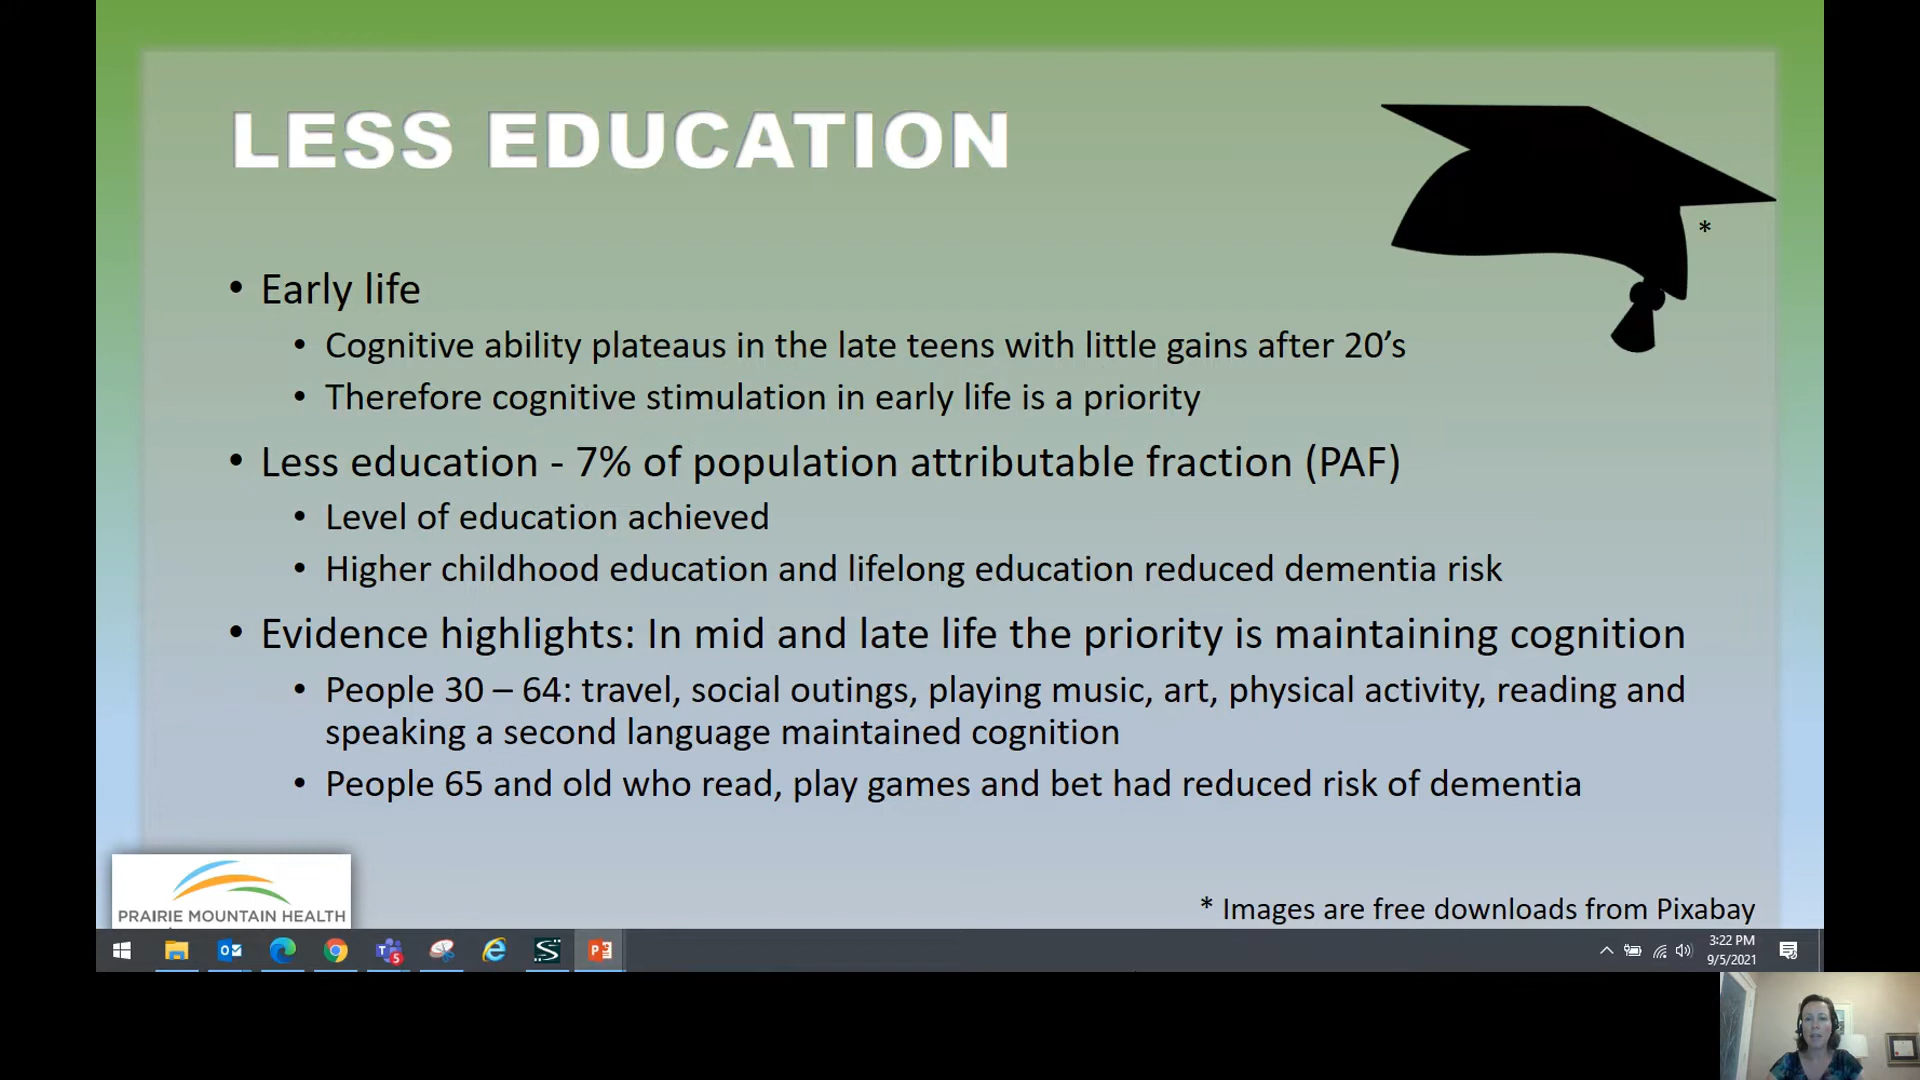 LESS EDUCATION
*
• Early life
• Cognitive ability plateaus in the late teens with little gains after 20’s
• Therefore cognitive stimulation in early life is a priority
• Less education - 7% of population attributable fraction (PAF)
• Level of education achieved
• Higher childhood education and lifelong education reduced dementia risk
• Evidence highlights: In mid and late life the priority is maintaining cognition
• People 30 – 64: travel, social outings, playing music, art, physical activity, reading and
speaking a second language maintained cognition
• People 65 and old who read, play games and bet had reduced risk of dementia
PRAIRIE MOUNTAIN HEALTH
* Images are free downloads from Pixabay
5
3:22 PM
9/5/2021